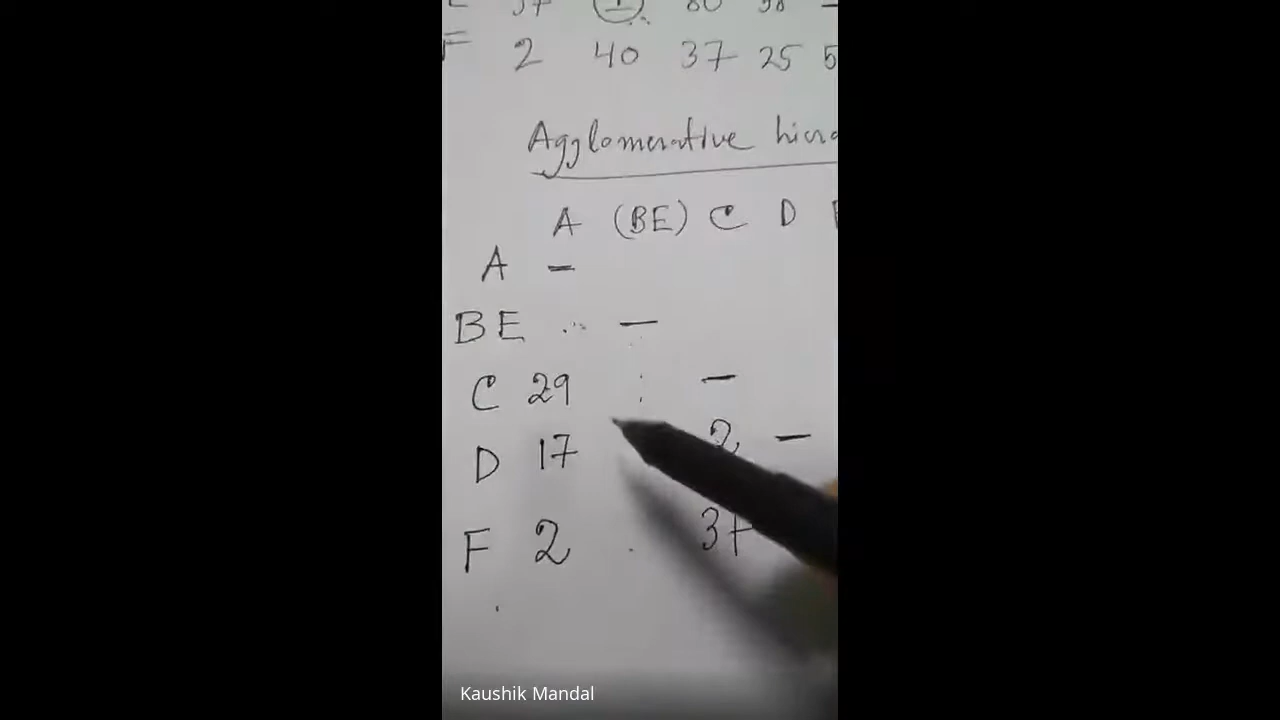 F 2 40 37 25 5
Agglomerative hiera
A (BE) C D
A —
BE —
C 29 —
D 17 2 —
F 2 37
Kaushik Mandal